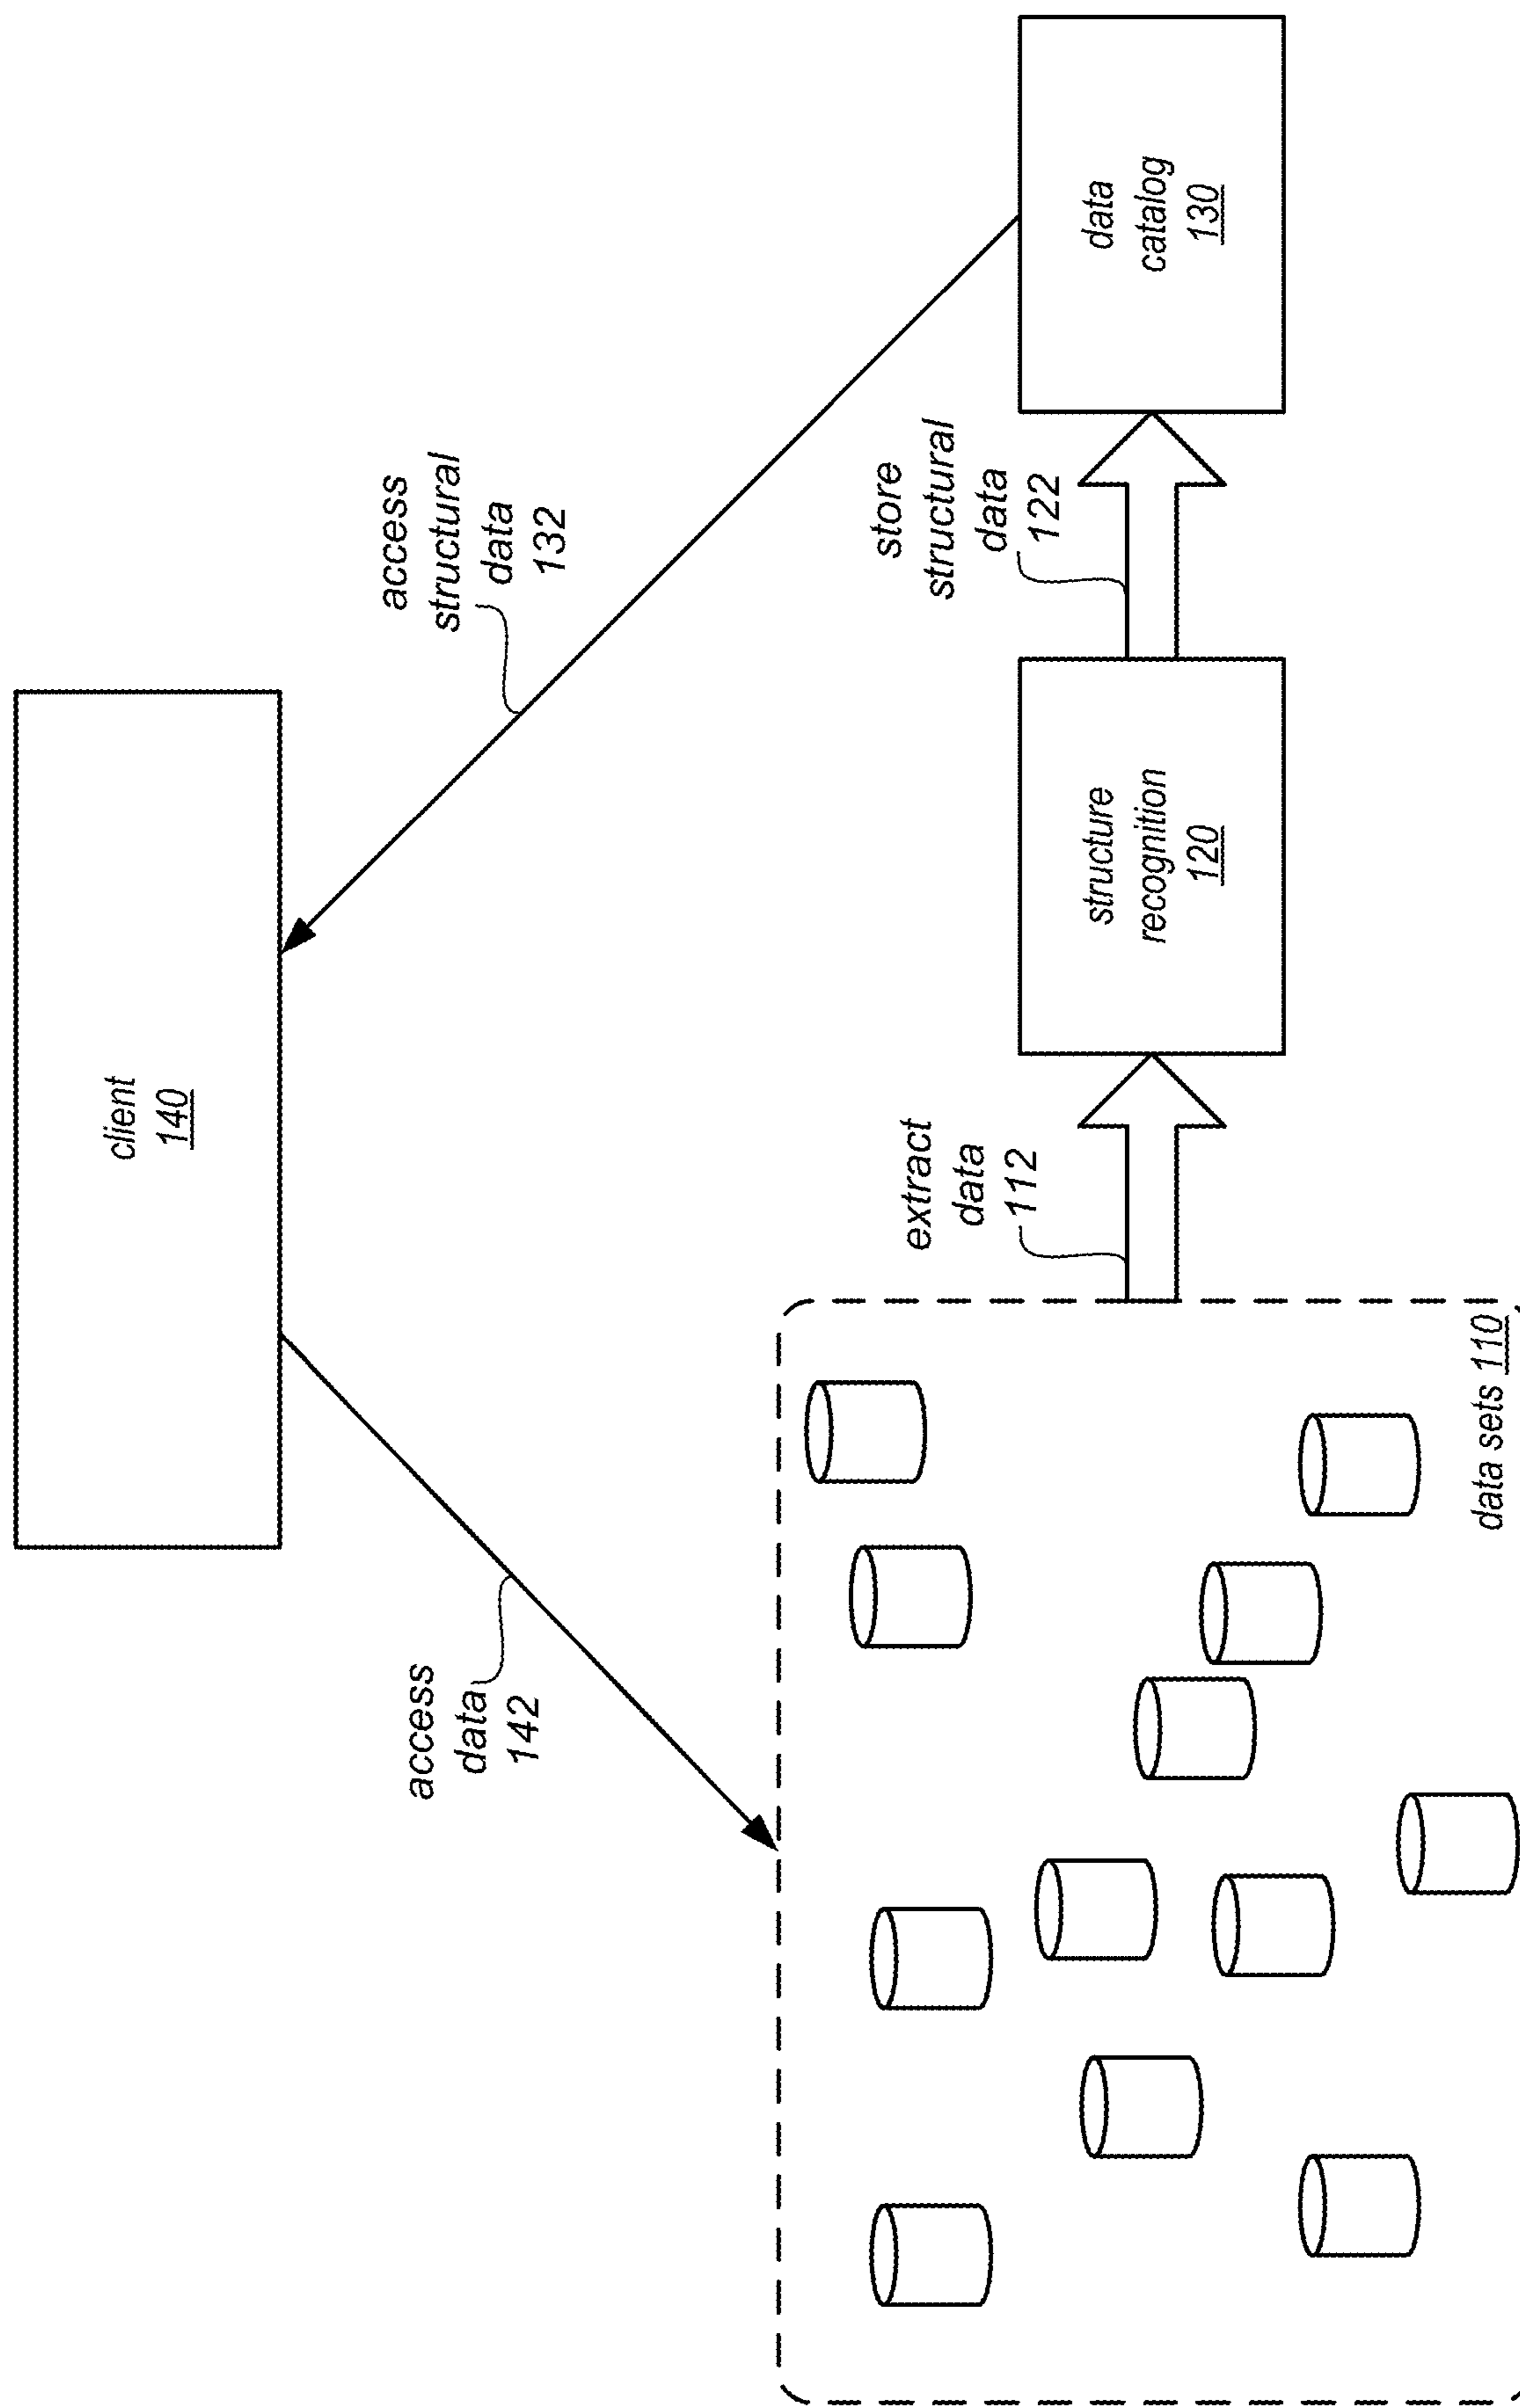 client
140
access
structural
data
132
access
data
142
store
structural
data
122
extract
data
112
data
catalog
130
structure
recognition
120
data sets 110